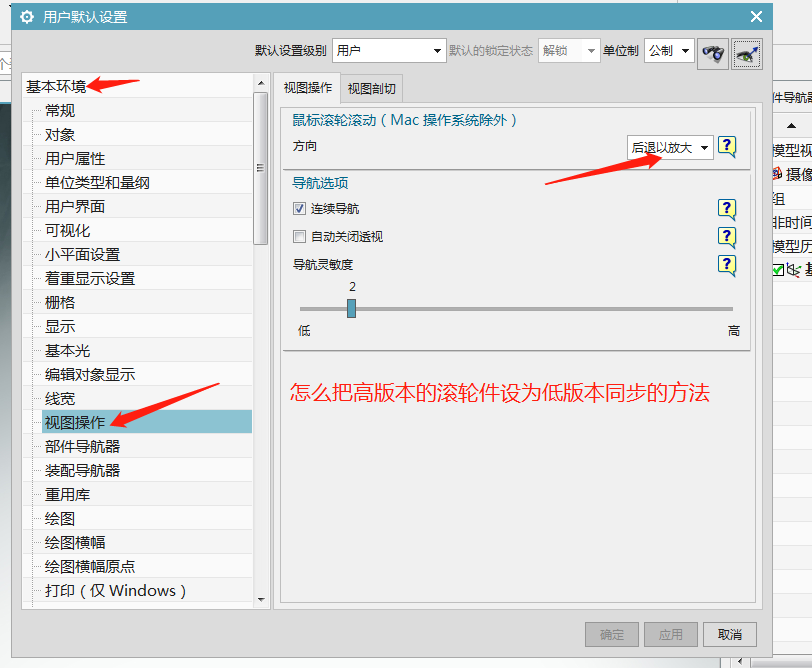 用户默认设置
默认设置级别 用户 默认的锁定状态 解锁 单位制 公制
基本环境
常规
对象
用户属性
单位类型和量纲
用户界面
可视化
小平面设置
着重显示设置
栅格
显示
基本光
编辑对象显示
线宽
视图操作
部件导航器
装配导航器
重用库
绘图
绘图横幅
绘图横幅原点
打印（仅 Windows）
视图操作 视图剖切
鼠标滚轮滚动（Mac 操作系统除外）
方向 后退以放大
导航选项
连续导航
自动关闭透视
导航灵敏度
2
低 高
怎么把高版本的滚轮件设为低版本同步的方法
确定 应用 取消
件导航器
模型视
摄像
组
非时间
模型历